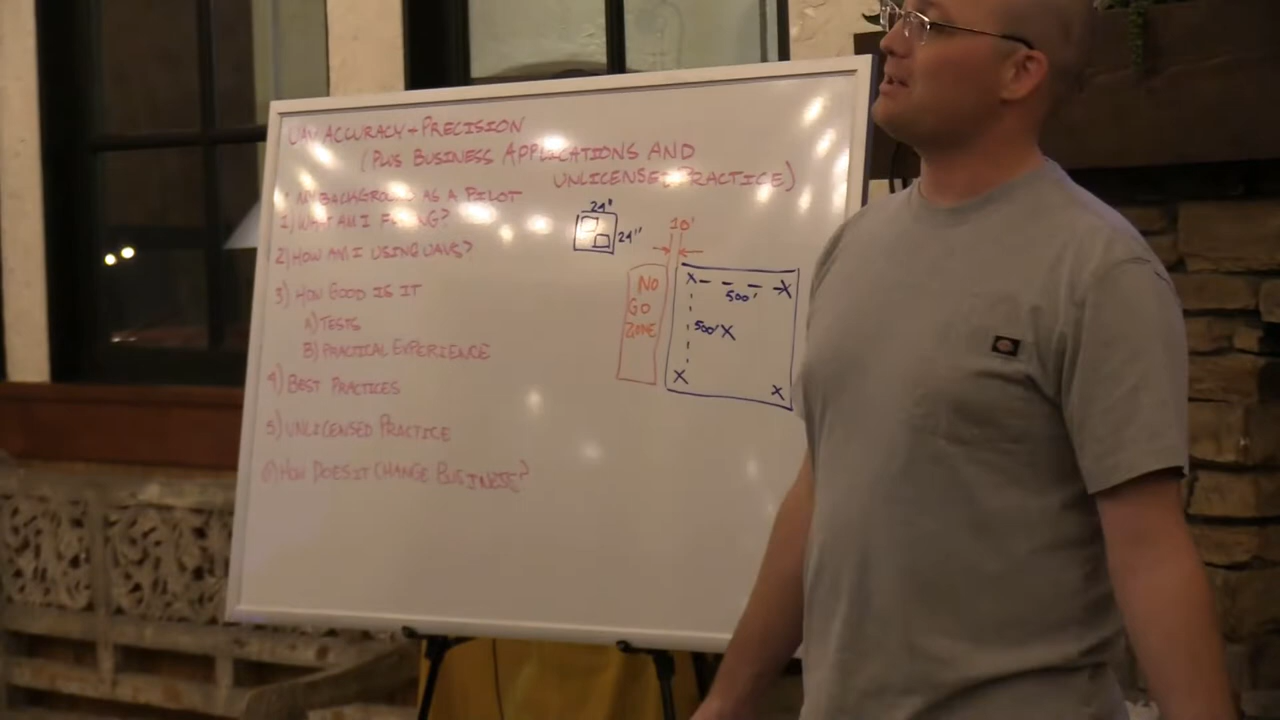 UAV ACCURACY + PRECISION
(PLUS BUSINESS APPLICATIONS AND
UNLICENSED PRACTICE)
* MY BACKGROUND AS A PILOT
1) WHAT AM I FLYING?
2) HOW AM I USING UAVS?
3) HOW GOOD IS IT
A) TESTS
B) PRACTICAL EXPERIENCE
4) BEST PRACTICES
5) UNLICENSED PRACTICE
6) HOW DOES IT CHANGE BUSINESS?
24"
24"
10'
NO
GO
ZONE
X X
500'
500' X
X X